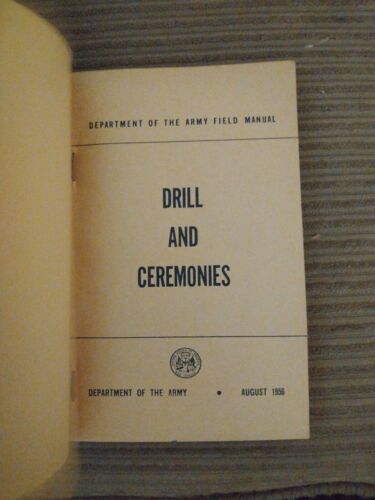 DEPARTMENT OF THE ARMY FIELD MANUAL
DRILL
AND
CEREMONIES
DEPARTMENT OF THE ARMY • AUGUST 1956